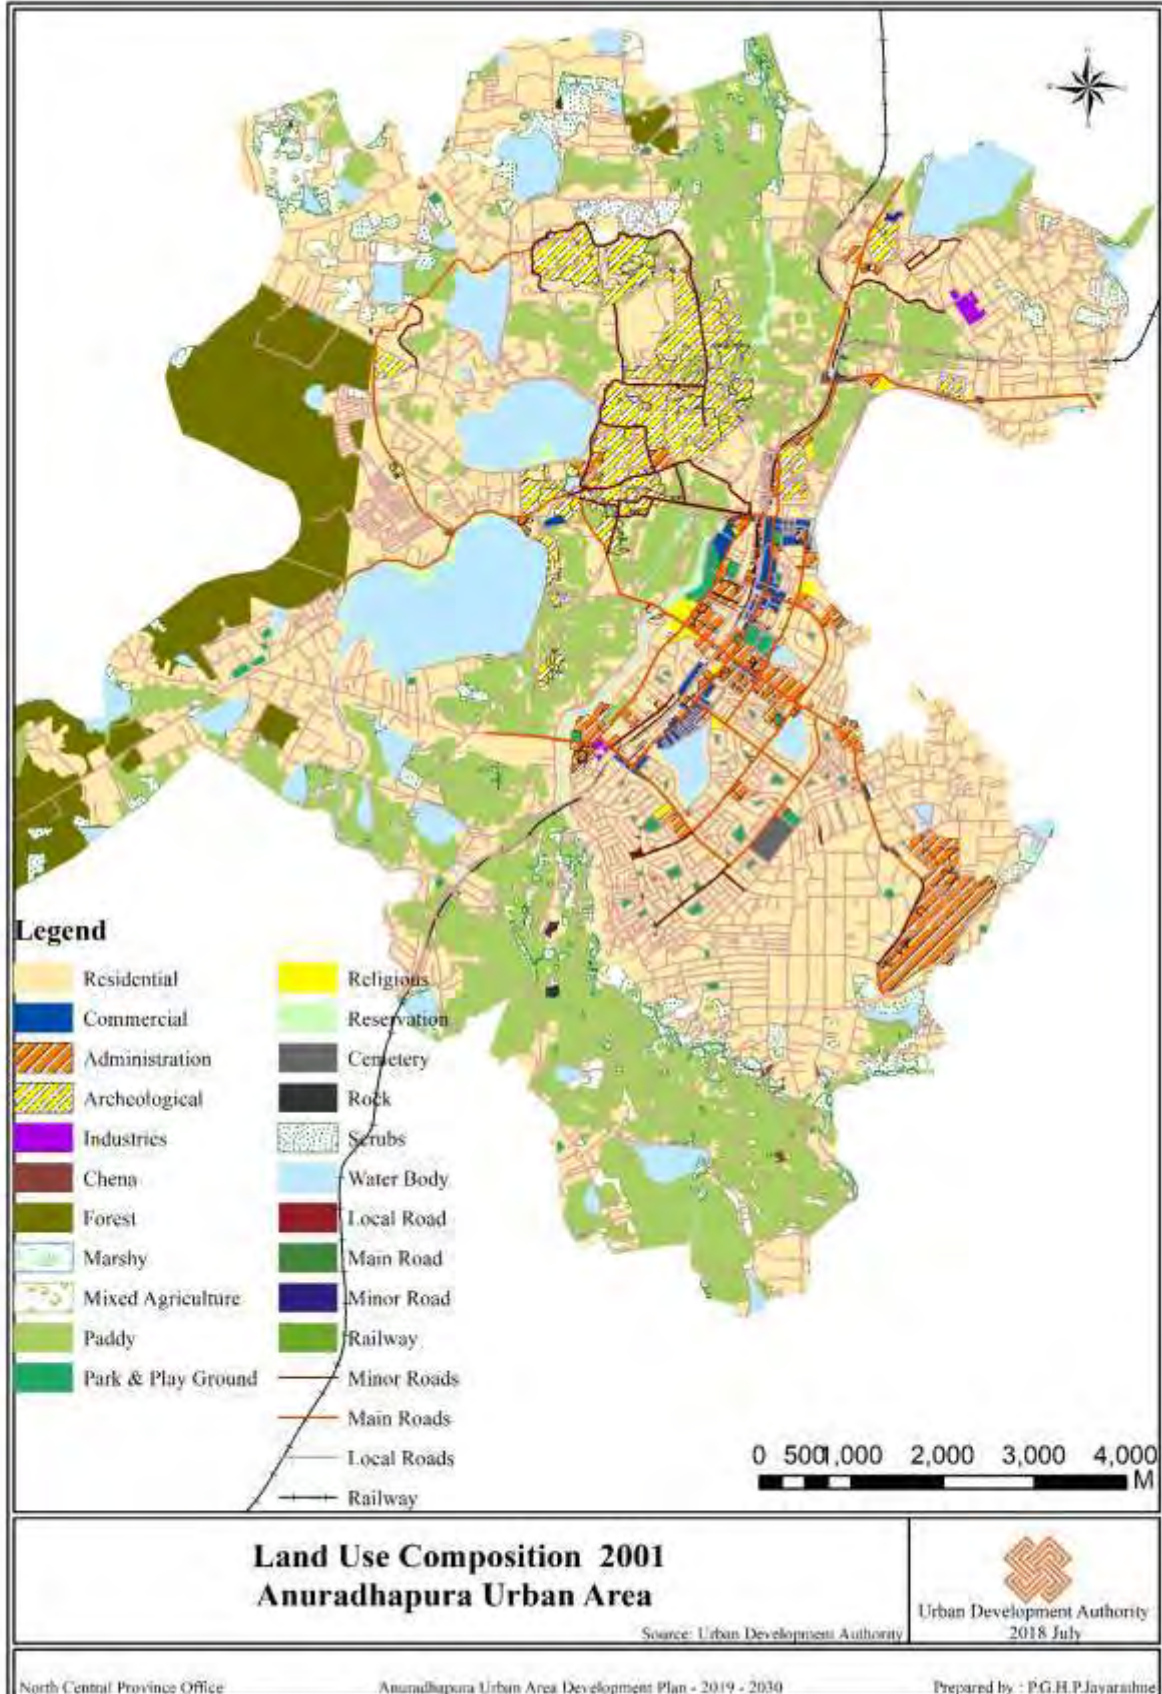 Legend
Residential
Commercial
Administration
Archeological
Industries
Chena
Forest
Marshy
Mixed Agriculture
Paddy
Park & Play Ground
Religious
Reservation
Cemetery
Rock
Scrubs
Water Body
Local Road
Main Road
Minor Road
Railway
Minor Roads
Main Roads
Local Roads
Railway
0 500 1,000 2,000 3,000 4,000
M
Land Use Composition 2001
Anuradhapura Urban Area
Source: Urban Development Authority
Urban Development Authority
2018 July
North Central Province Office
Anuradhapura Urban Area Development Plan - 2019 - 2030
Prepared by : P.G.H.P.Jayarathne